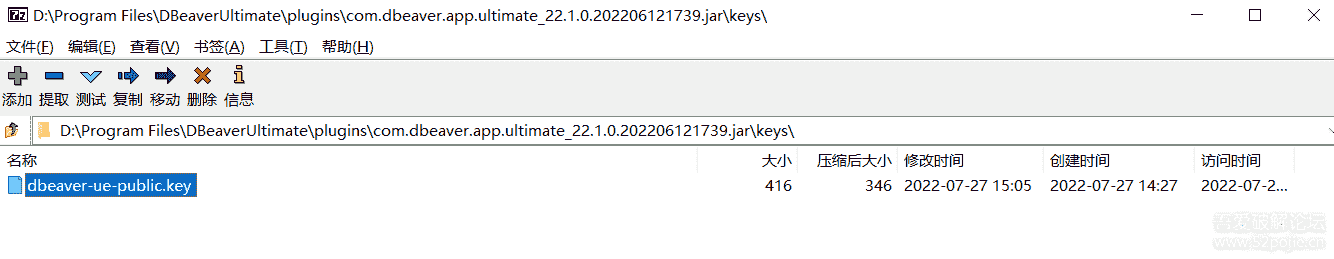 D:\Program Files\DBeaverUltimate\plugins\com.dbeaver.app.ultimate_22.1.0.202206121739.jar\keys\
文件(F) 编辑(E) 查看(V) 书签(A) 工具(T) 帮助(H)
添加 提取 测试 复制 移动 删除 信息
D:\Program Files\DBeaverUltimate\plugins\com.dbeaver.app.ultimate_22.1.0.202206121739.jar\keys\
名称 大小 压缩后大小 修改时间 创建时间 访问时间
dbeaver-ue-public.key 416 346 2022-07-27 15:05 2022-07-27 14:27 2022-07-2...
吾爱破解论坛
www.52pojie.cn